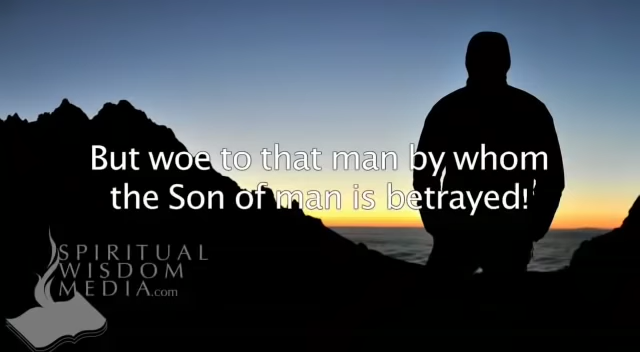 But woe to that man by whom
the Son of man is betrayed!
SPIRITUAL
WISDOM
MEDIA.com